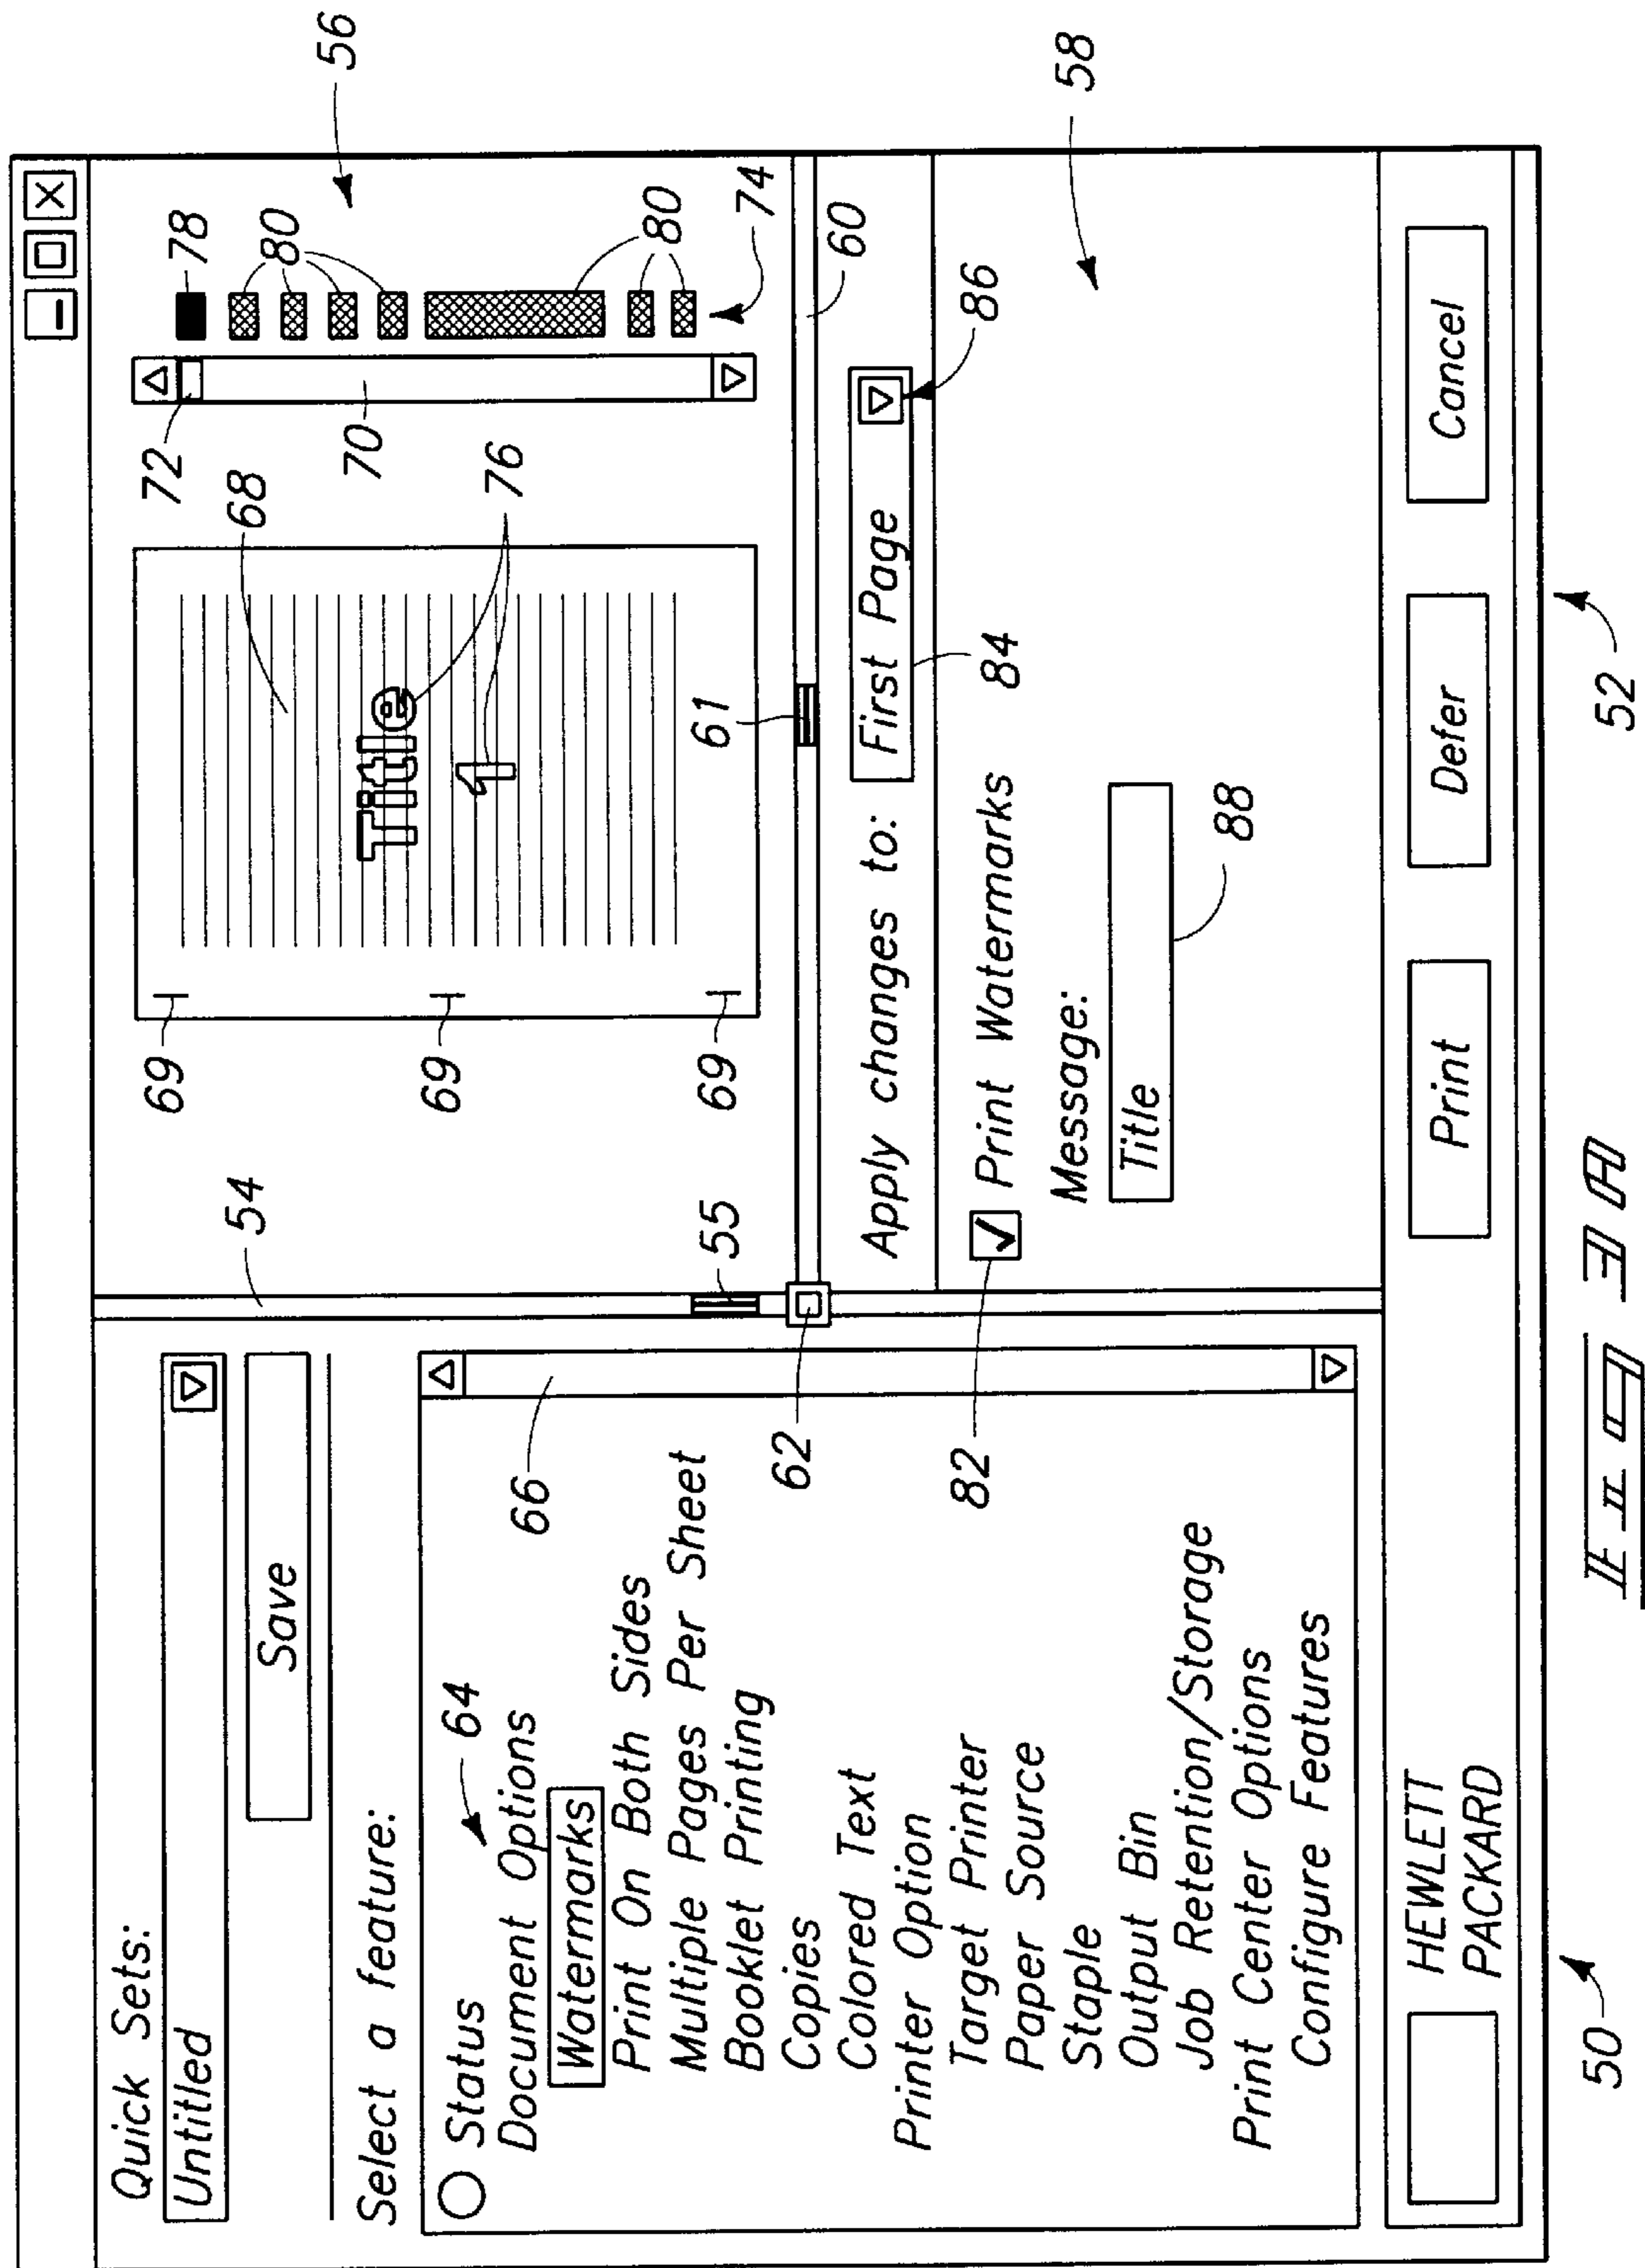 Quick Sets:
Untitled
Save
Select a feature:
Status
64
Document Options
Watermarks
Print On Both Sides
Multiple Pages Per Sheet
Booklet Printing
Copies
Colored Text
Printer Option
Target Printer
Paper Source
Staple
Output Bin
Job Retention/Storage
Print Center Options
Configure Features
66
62
82
54
55
69
69
69
68
Title
1
76
72
70
78
80
80
74
56
61
60
Apply changes to: First Page
84
86
58
Print Watermarks
Message:
Title
88
HEWLETT
PACKARD
Print
Defer
Cancel
50
52
FIG 3A